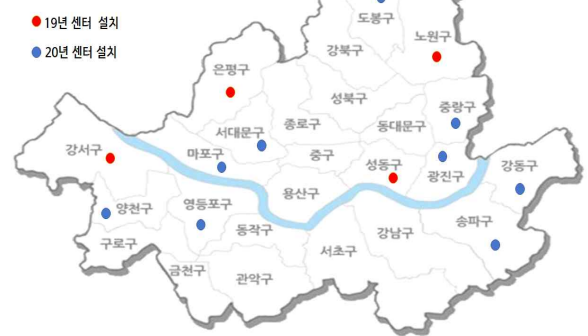 19년 센터 설치
20년 센터 설치
도봉구
노원구
강북구
은평구
성북구
중랑구
서대문구
종로구
동대문구
강서구
마포구
중구
성동구
광진구
강동구
용산구
양천구
영등포구
송파구
동작구
강남구
구로구
서초구
금천구
관악구